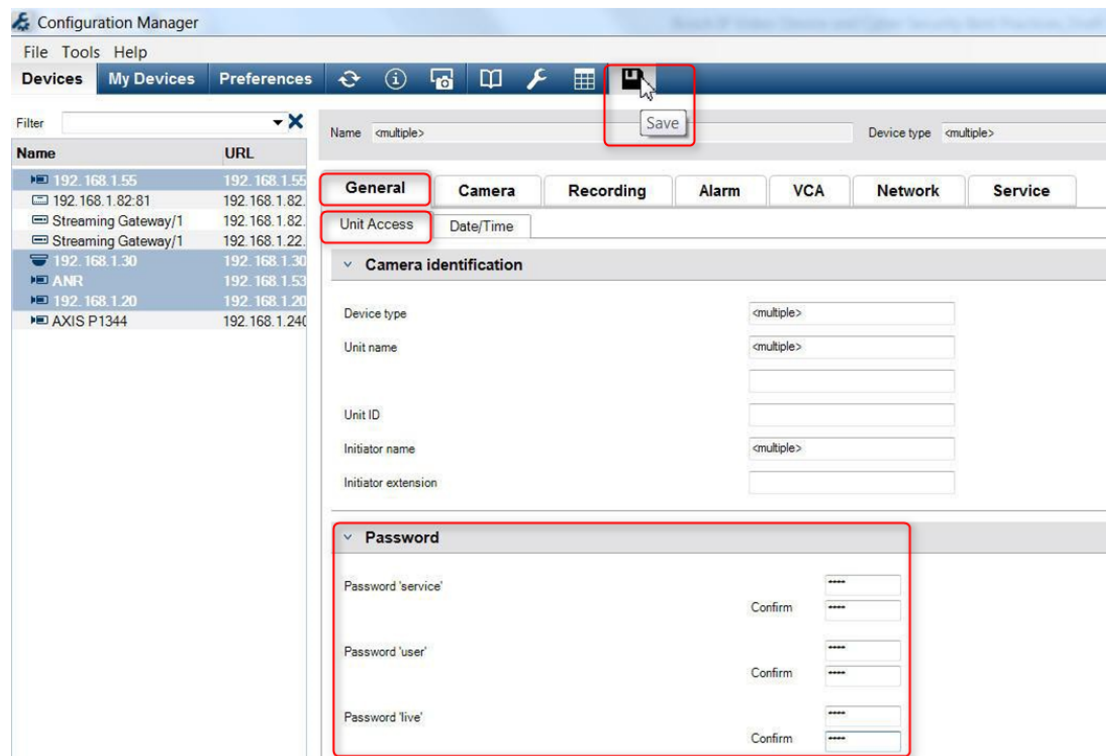 Configuration Manager
File Tools Help
Devices My Devices Preferences
Save
Filter
Name <multiple> Device type <multiple>
Name URL
192.168.1.55 192.168.1.55
192.168.1.82:81 192.168.1.82.
Streaming Gateway/1 192.168.1.82.
Streaming Gateway/1 192.168.1.22.
192.168.1.30 192.168.1.30
ANR 192.168.1.53
192.168.1.20 192.168.1.20
AXIS P1344 192.168.1.240
General Camera Recording Alarm VCA Network Service
Unit Access Date/Time
Camera identification
Device type <multiple>
Unit name <multiple>
Unit ID
Initiator name <multiple>
Initiator extension
Password
Password 'service' ****
Confirm ****
Password 'user' ****
Confirm ****
Password 'live' ****
Confirm ****